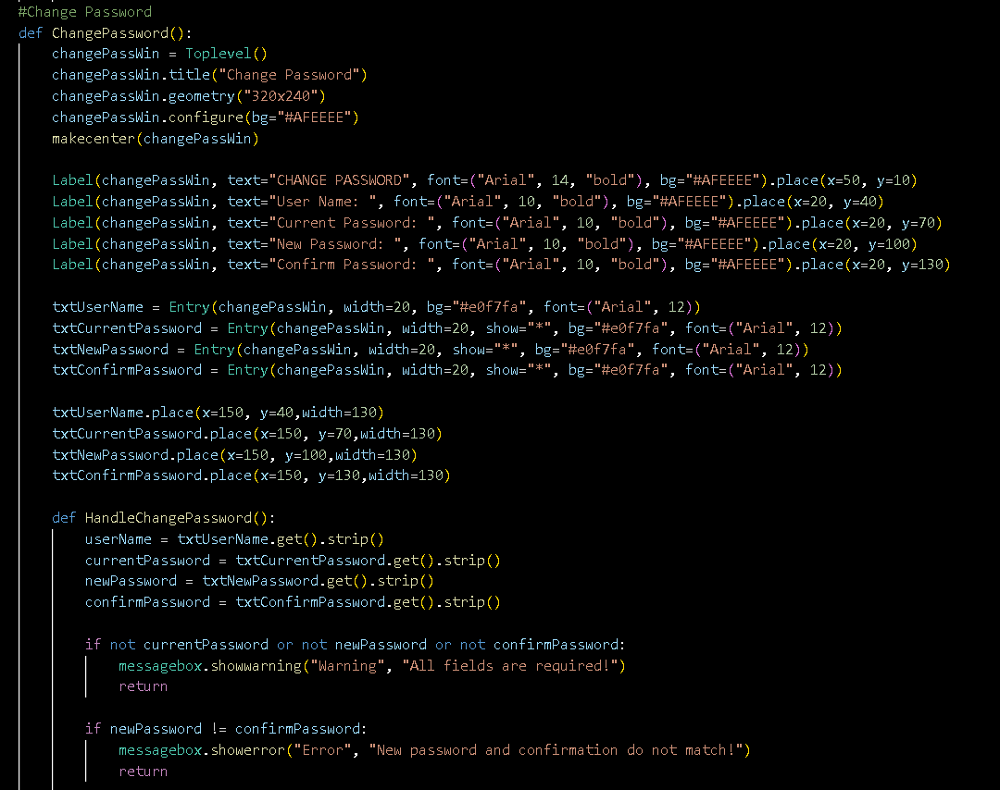 #Change Password
def ChangePassword():
    changePassWin = Toplevel()
    changePassWin.title("Change Password")
    changePassWin.geometry("320x240")
    changePassWin.configure(bg="#AFEEEE")
    makecenter(changePassWin)

    Label(changePassWin, text="CHANGE PASSWORD", font=("Arial", 14, "bold"), bg="#AFEEEE").place(x=50, y=10)
    Label(changePassWin, text="User Name: ", font=("Arial", 10, "bold"), bg="#AFEEEE").place(x=20, y=40)
    Label(changePassWin, text="Current Password: ", font=("Arial", 10, "bold"), bg="#AFEEEE").place(x=20, y=70)
    Label(changePassWin, text="New Password: ", font=("Arial", 10, "bold"), bg="#AFEEEE").place(x=20, y=100)
    Label(changePassWin, text="Confirm Password: ", font=("Arial", 10, "bold"), bg="#AFEEEE").place(x=20, y=130)

    txtUserName = Entry(changePassWin, width=20, bg="#e0f7fa", font=("Arial", 12))
    txtCurrentPassword = Entry(changePassWin, width=20, show="*", bg="#e0f7fa", font=("Arial", 12))
    txtNewPassword = Entry(changePassWin, width=20, show="*", bg="#e0f7fa", font=("Arial", 12))
    txtConfirmPassword = Entry(changePassWin, width=20, show="*", bg="#e0f7fa", font=("Arial", 12))

    txtUserName.place(x=150, y=40,width=130)
    txtCurrentPassword.place(x=150, y=70,width=130)
    txtNewPassword.place(x=150, y=100,width=130)
    txtConfirmPassword.place(x=150, y=130,width=130)

    def HandleChangePassword():
        userName = txtUserName.get().strip()
        currentPassword = txtCurrentPassword.get().strip()
        newPassword = txtNewPassword.get().strip()
        confirmPassword = txtConfirmPassword.get().strip()

        if not currentPassword or not newPassword or not confirmPassword:
            messagebox.showwarning("Warning", "All fields are required!")
            return

        if newPassword != confirmPassword:
            messagebox.showerror("Error", "New password and confirmation do not match!")
            return